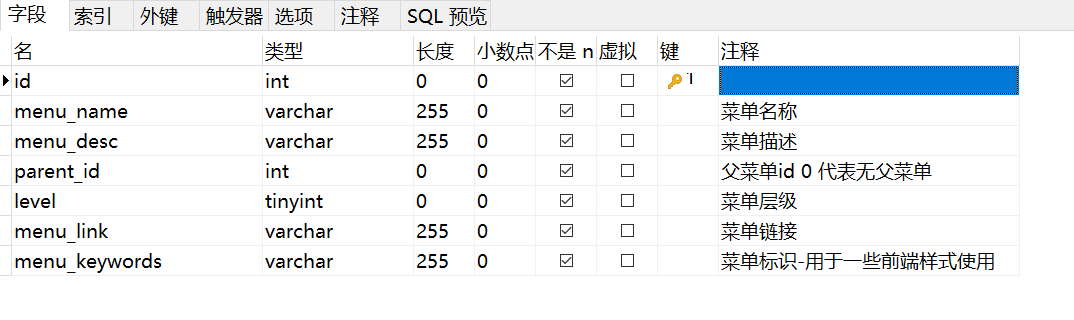 字段 索引 外键 触发器 选项 注释 SQL 预览
名 类型 长度 小数点 不是 n 虚拟 键 注释
id int 0 0 1
menu_name varchar 255 0 菜单名称
menu_desc varchar 255 0 菜单描述
parent_id int 0 0 父菜单id 0 代表无父菜单
level tinyint 0 0 菜单层级
menu_link varchar 255 0 菜单链接
menu_keywords varchar 255 0 菜单标识-用于一些前端样式使用